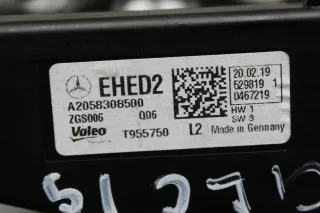 EHED2
A2058308500
ZGS006 Q06
Valeo T955750 L2
20.02.19
529819 1
0467219
HW 1
SW 3
Made in Germany